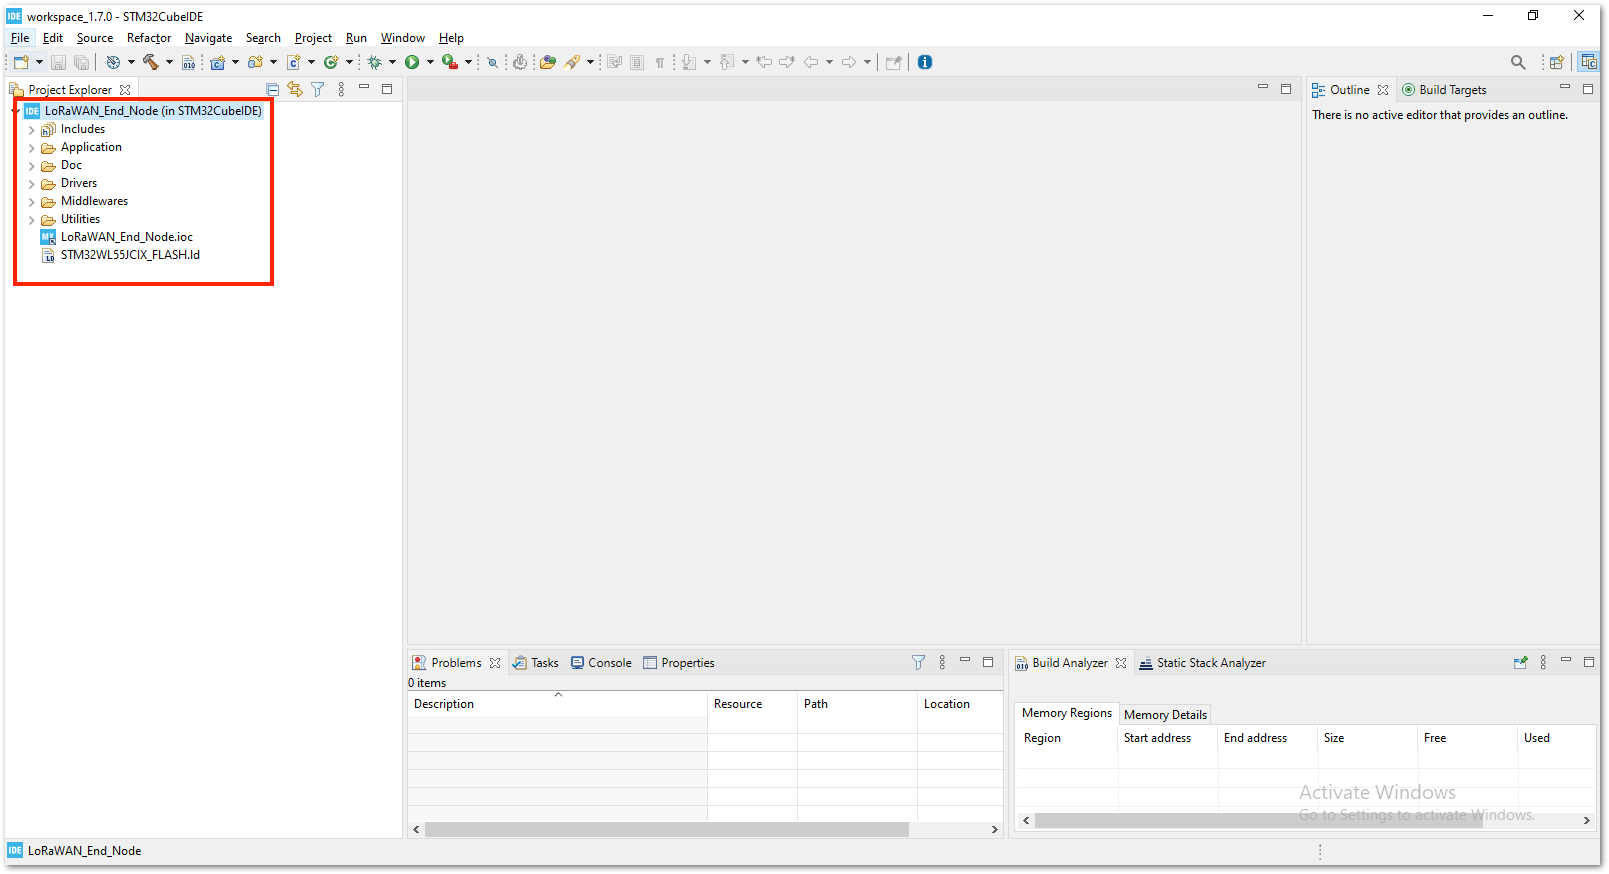 IDE workspace_1.7.0 - STM32CubeIDE
File Edit Source Refactor Navigate Search Project Run Window Help
Project Explorer
IDE LoRaWAN_End_Node (in STM32CubeIDE)
Includes
Application
Doc
Drivers
Middlewares
Utilities
MX LoRaWAN_End_Node.ioc
STM32WL55JCIX_FLASH.ld
Outline Build Targets
There is no active editor that provides an outline.
Problems Tasks Console Properties
0 items
Description Resource Path Location
Build Analyzer Static Stack Analyzer
Memory Regions Memory Details
Region Start address End address Size Free Used
Activate Windows
Go to Settings to activate Windows.
IDE LoRaWAN_End_Node